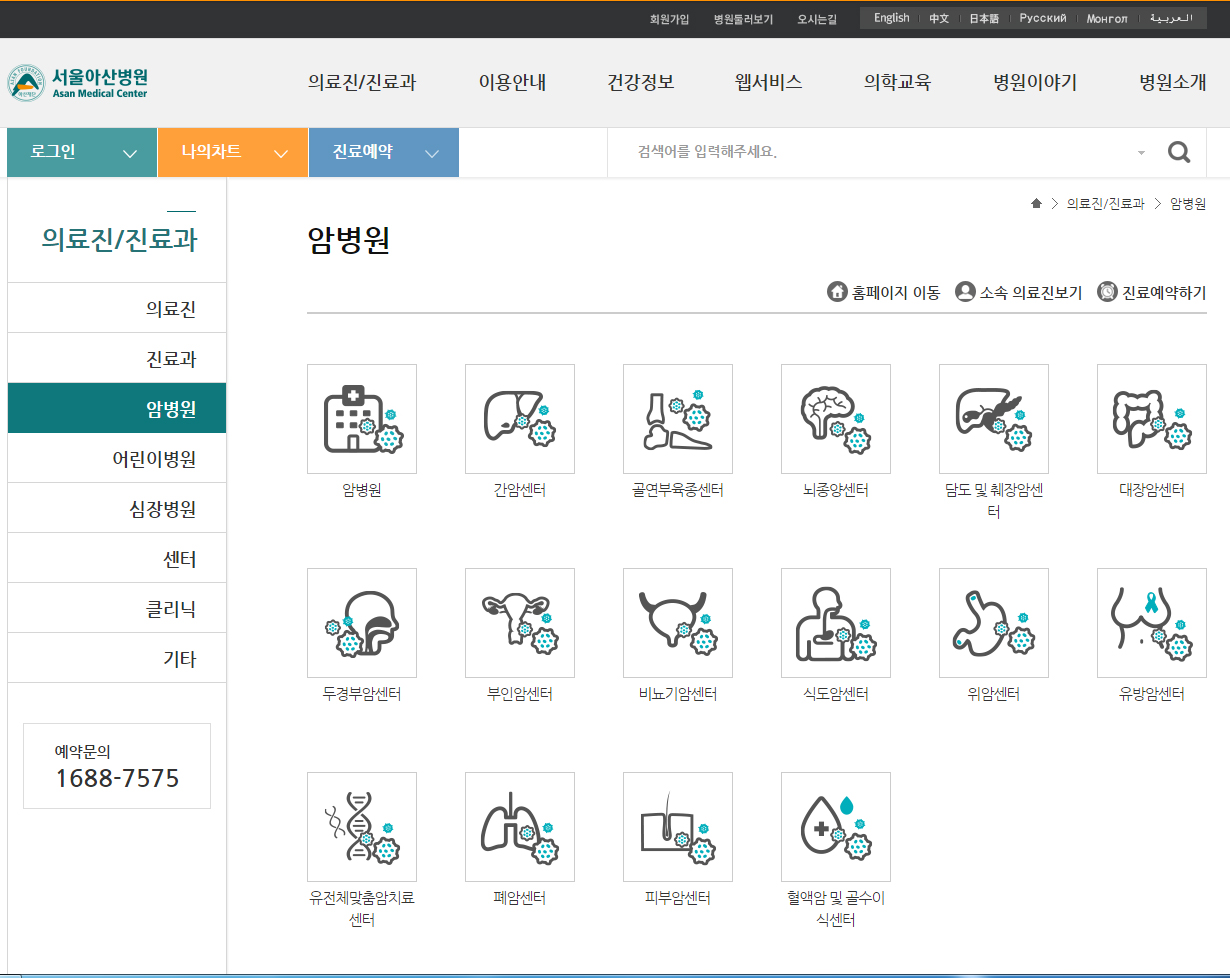 회원가입 병원둘러보기 오시는길 English 中文 日本語 Русский Монгол العربية
서울아산병원
Asan Medical Center
의료진/진료과 이용안내 건강정보 웹서비스 의학교육 병원이야기 병원소개
로그인 나의차트 진료예약 검색어를 입력해주세요.
의료진/진료과 > 암병원
의료진/진료과
의료진
진료과
암병원
어린이병원
심장병원
센터
클리닉
기타
예약문의
1688-7575
암병원
홈페이지 이동 소속 의료진보기 진료예약하기
암병원 간암센터 골연부육종센터 뇌종양센터 담도 및 췌장암센 대장암센터
터
두경부암센터 부인암센터 비뇨기암센터 식도암센터 위암센터 유방암센터
유전체맞춤암치료 폐암센터 피부암센터 혈액암 및 골수이
센터 식센터